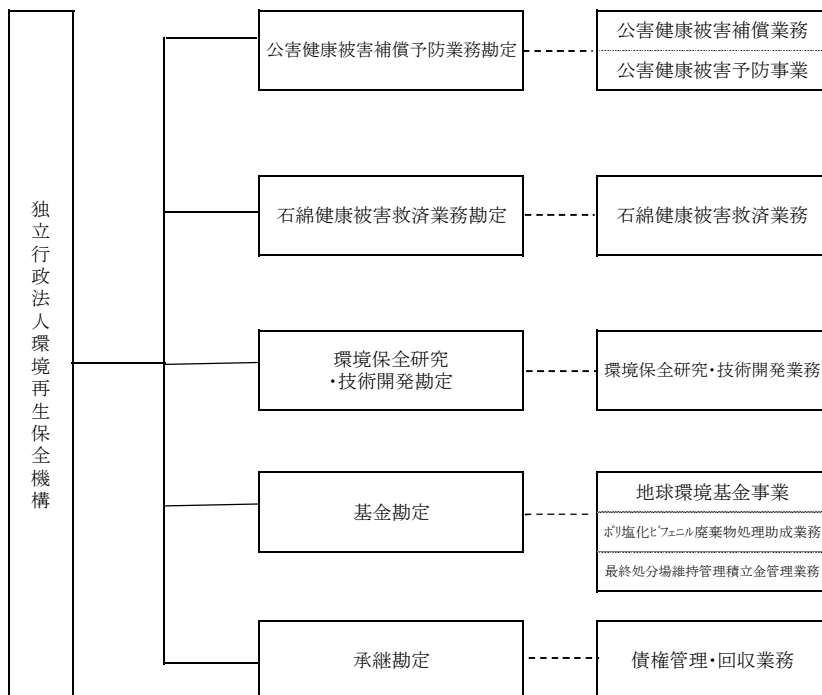 独立行政法人環境再生保全機構
公害健康被害補償予防業務勘定
公害健康被害補償業務
公害健康被害予防事業
石綿健康被害救済業務勘定
石綿健康被害救済業務
環境保全研究
・技術開発勘定
環境保全研究・技術開発業務
基金勘定
地球環境基金事業
ポリ塩化ビフェニル廃棄物処理助成業務
最終処分場維持管理積立金管理業務
承継勘定
債権管理・回収業務